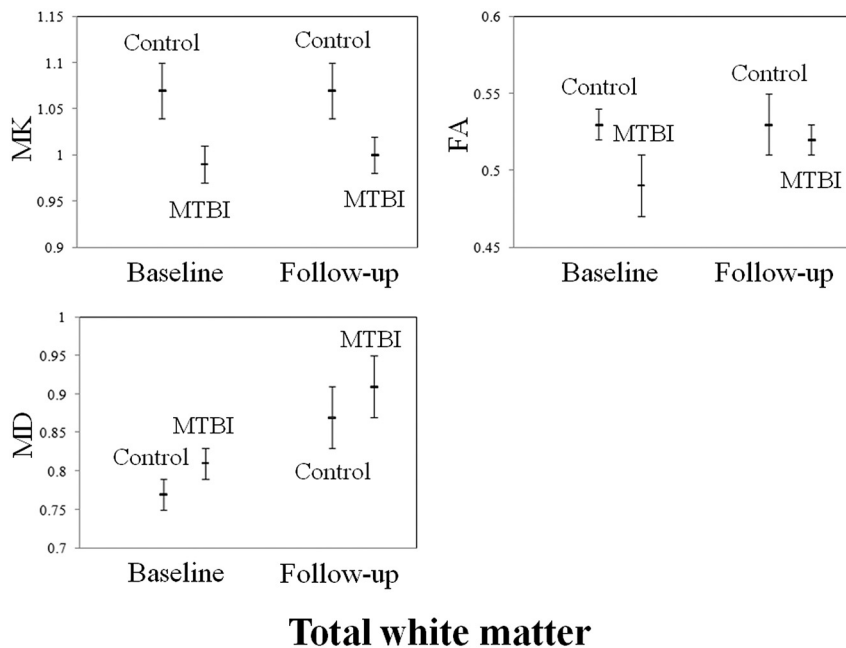 MK
1.15
1.1
1.05
1
0.95
0.9
Control
MTBI
Control
MTBI
Baseline
Follow-up
FA
0.6
0.55
0.5
0.45
Control
MTBI
Control
MTBI
Baseline
Follow-up
MD
1
0.95
0.9
0.85
0.8
0.75
0.7
Control
MTBI
Control
MTBI
Baseline
Follow-up
Total white matter